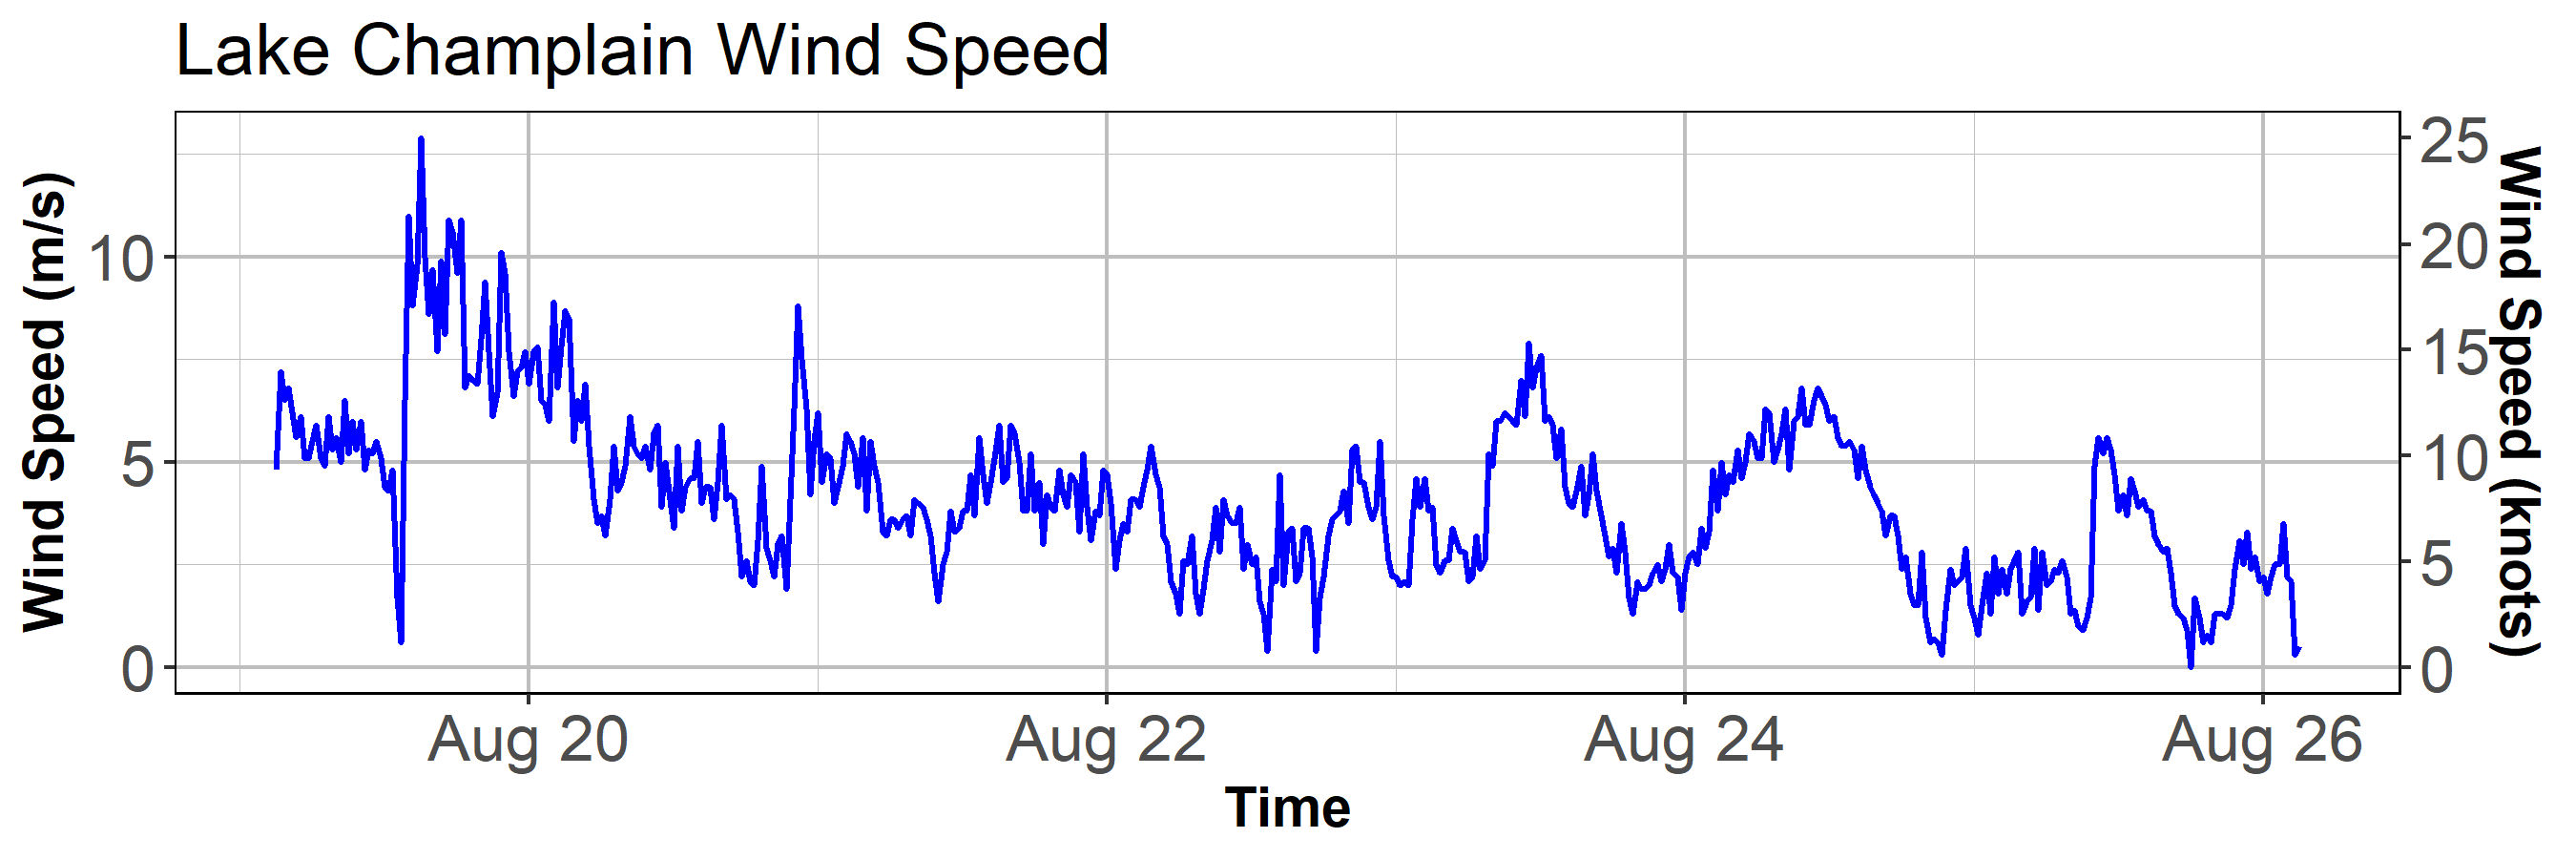 Lake Champlain Wind Speed
Wind Speed (m/s)
10
5
0
25
20
15
10
5
0
Wind Speed (knots)
Aug 20
Aug 22
Aug 24
Aug 26
Time